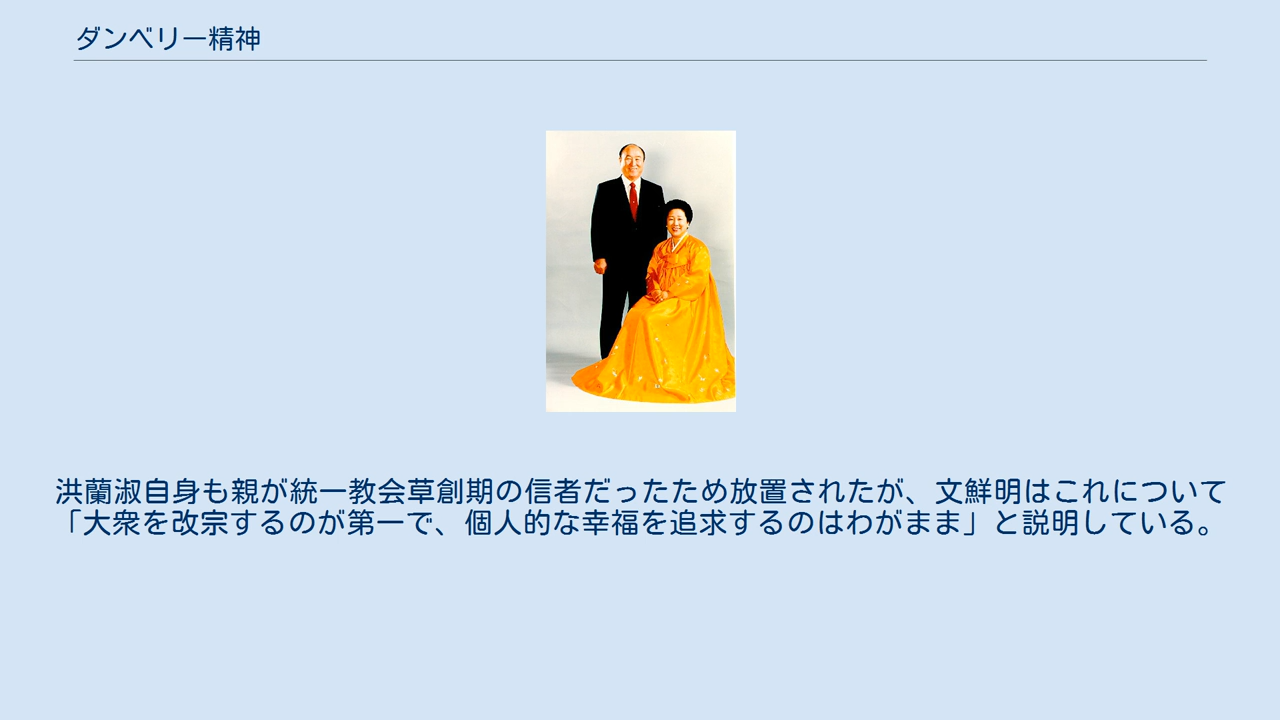 ダンベリー精神
洪蘭淑自身も親が統一教会草創期の信者だったため放置されたが、文鮮明はこれについて
「大衆を改宗するのが第一で、個人的な幸福を追求するのはわがまま」と説明している。